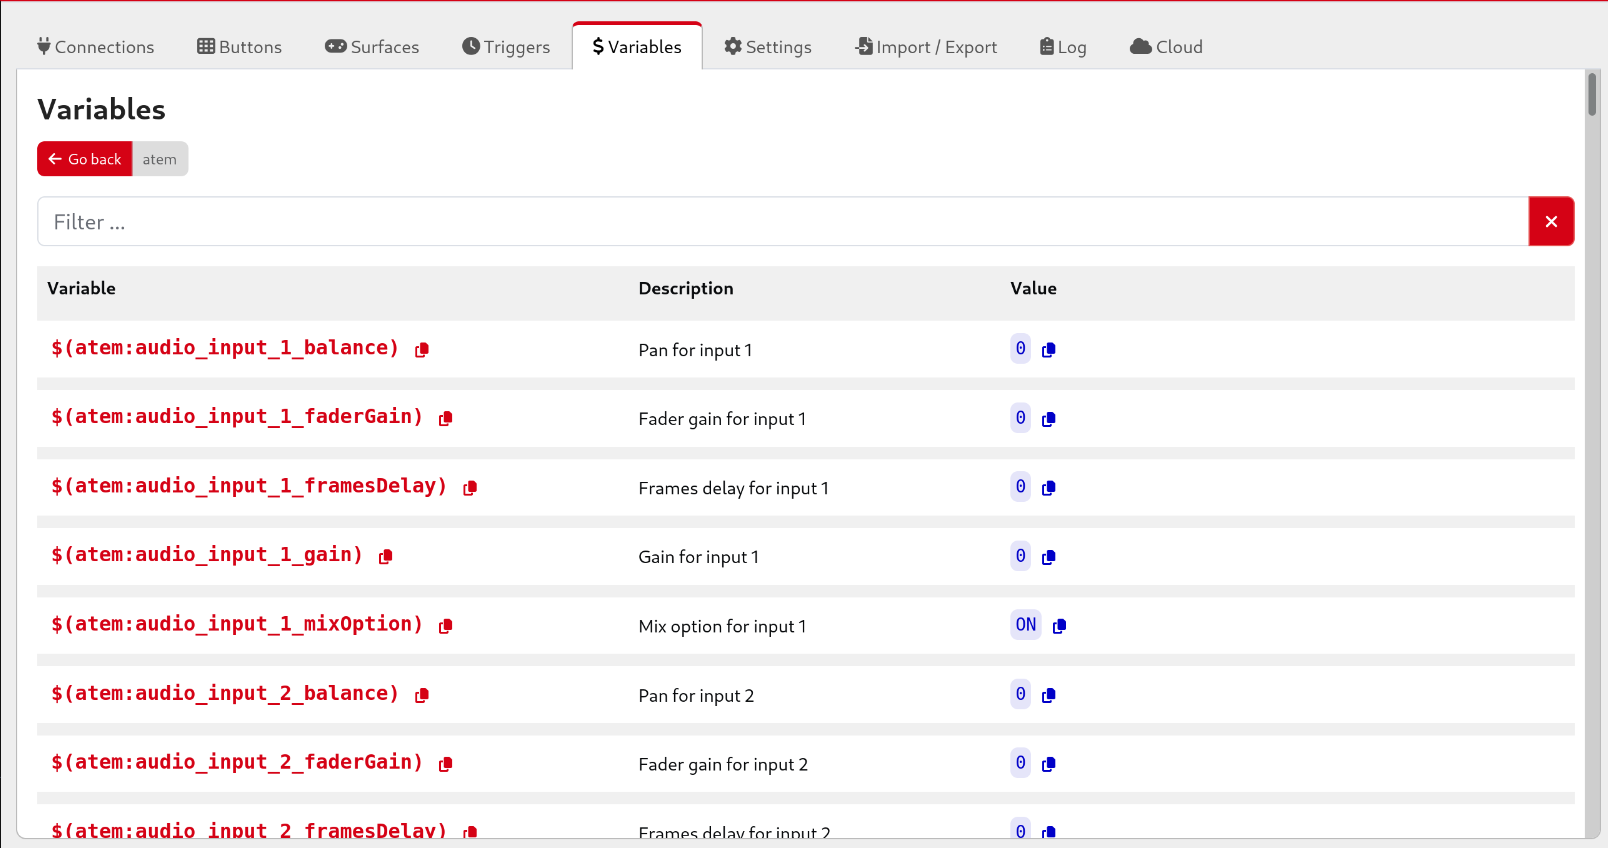 Connections Buttons Surfaces Triggers $ Variables Settings Import / Export Log Cloud
Variables
Go back atem
Filter ...
Variable Description Value
$(atem:audio_input_1_balance) Pan for input 1 0
$(atem:audio_input_1_faderGain) Fader gain for input 1 0
$(atem:audio_input_1_framesDelay) Frames delay for input 1 0
$(atem:audio_input_1_gain) Gain for input 1 0
$(atem:audio_input_1_mixOption) Mix option for input 1 ON
$(atem:audio_input_2_balance) Pan for input 2 0
$(atem:audio_input_2_faderGain) Fader gain for input 2 0
$(atem:audio_input_2_framesDelay) Frames delay for input 2 0